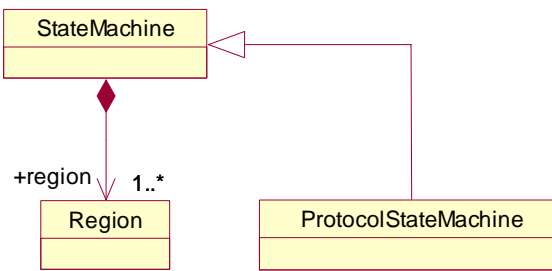 StateMachine
+region
1..*
Region
ProtocolStateMachine